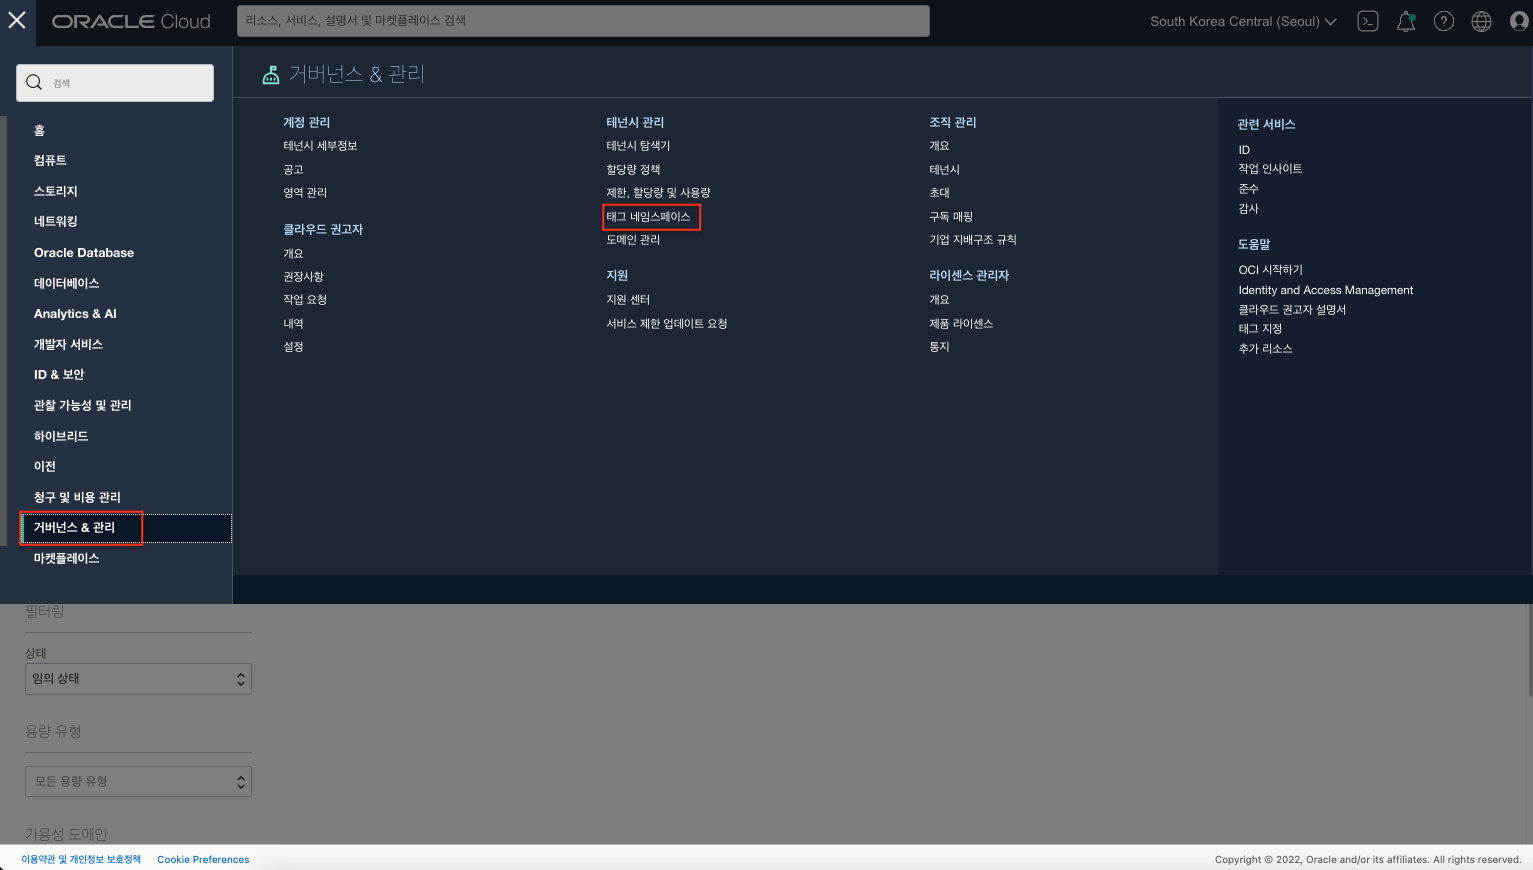 ORACLE Cloud
리소스, 서비스, 설명서 및 마켓플레이스 검색
South Korea Central (Seoul)
검색
홈
컴퓨트
스토리지
네트워킹
Oracle Database
데이터베이스
Analytics & AI
개발자 서비스
ID & 보안
관찰 가능성 및 관리
하이브리드
이전
청구 및 비용 관리
거버넌스 & 관리
마켓플레이스
거버넌스 & 관리
계정 관리
테넌시 세부정보
공고
영역 관리
클라우드 권고자
개요
권장사항
작업 요청
내역
설정
테넌시 관리
테넌시 탐색기
할당량 정책
제한, 할당량 및 사용량
태그 네임스페이스
도메인 관리
지원
지원 센터
서비스 제한 업데이트 요청
조직 관리
개요
테넌시
초대
구독 매핑
기업 지배구조 규칙
라이센스 관리자
개요
제품 라이센스
통지
관련 서비스
ID
작업 인사이트
준수
감사
도움말
OCI 시작하기
Identity and Access Management
클라우드 권고자 설명서
태그 지정
추가 리소스
필터링
상태
임의 상태
용량 유형
모든 용량 유형
가용성 도메인
이용약관 및 개인정보 보호정책
Cookie Preferences
Copyright © 2022, Oracle and/or its affiliates. All rights reserved.